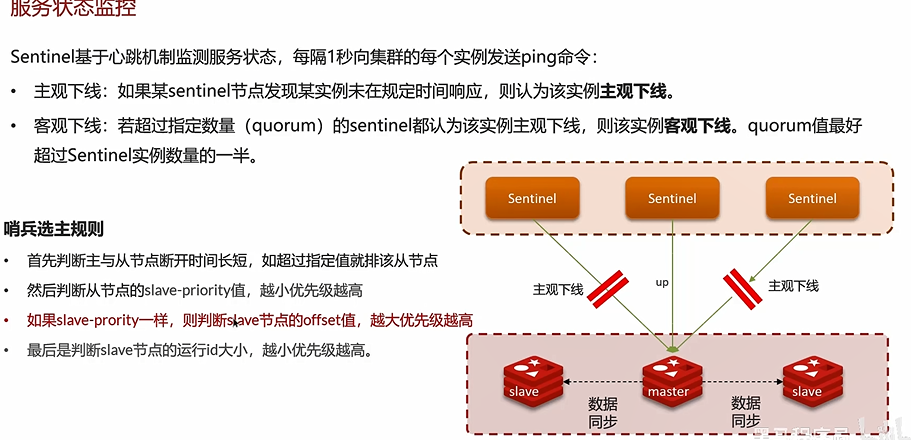 服务状态监控
Sentinel基于心跳机制监测服务状态，每隔1秒向集群的每个实例发送ping命令：
• 主观下线：如果某sentinel节点发现某实例未在规定时间响应，则认为该实例主观下线。
• 客观下线：若超过指定数量（quorum）的sentinel都认为该实例主观下线，则该实例客观下线。quorum值最好
超过Sentinel实例数量的一半。
哨兵选主规则
• 首先判断主与从节点断开时间长短，如超过指定值就排该从节点
• 然后判断从节点的slave-priority值，越小优先级越高
• 如果slave-prority一样，则判断slave节点的offset值，越大优先级越高
• 最后是判断slave节点的运行id大小，越小优先级越高。
Sentinel
Sentinel
Sentinel
主观下线
up
主观下线
slave
master
slave
数据
同步
数据
同步